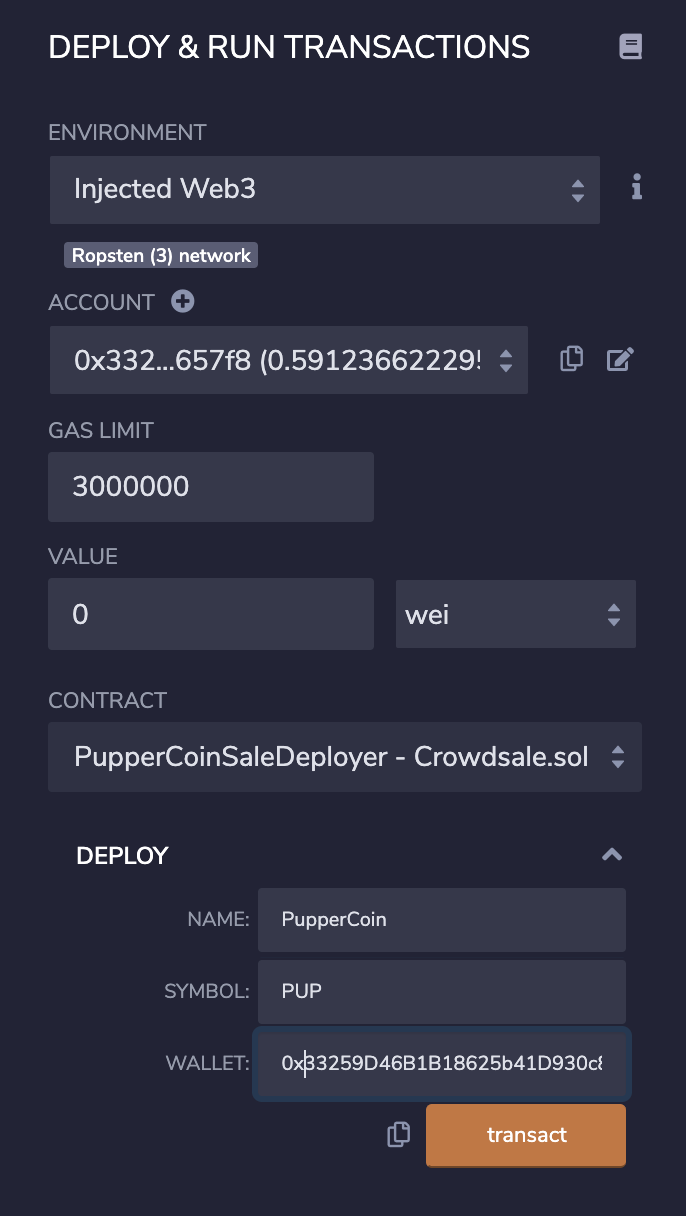 DEPLOY & RUN TRANSACTIONS
ENVIRONMENT
Injected Web3
Ropsten (3) network
ACCOUNT
0x332...657f8 (0.59123662229
GAS LIMIT
3000000
VALUE
0 wei
CONTRACT
PupperCoinSaleDeployer - Crowdsale.sol
DEPLOY
NAME: PupperCoin
SYMBOL: PUP
WALLET: 0x33259D46B1B18625b41D930c
transact